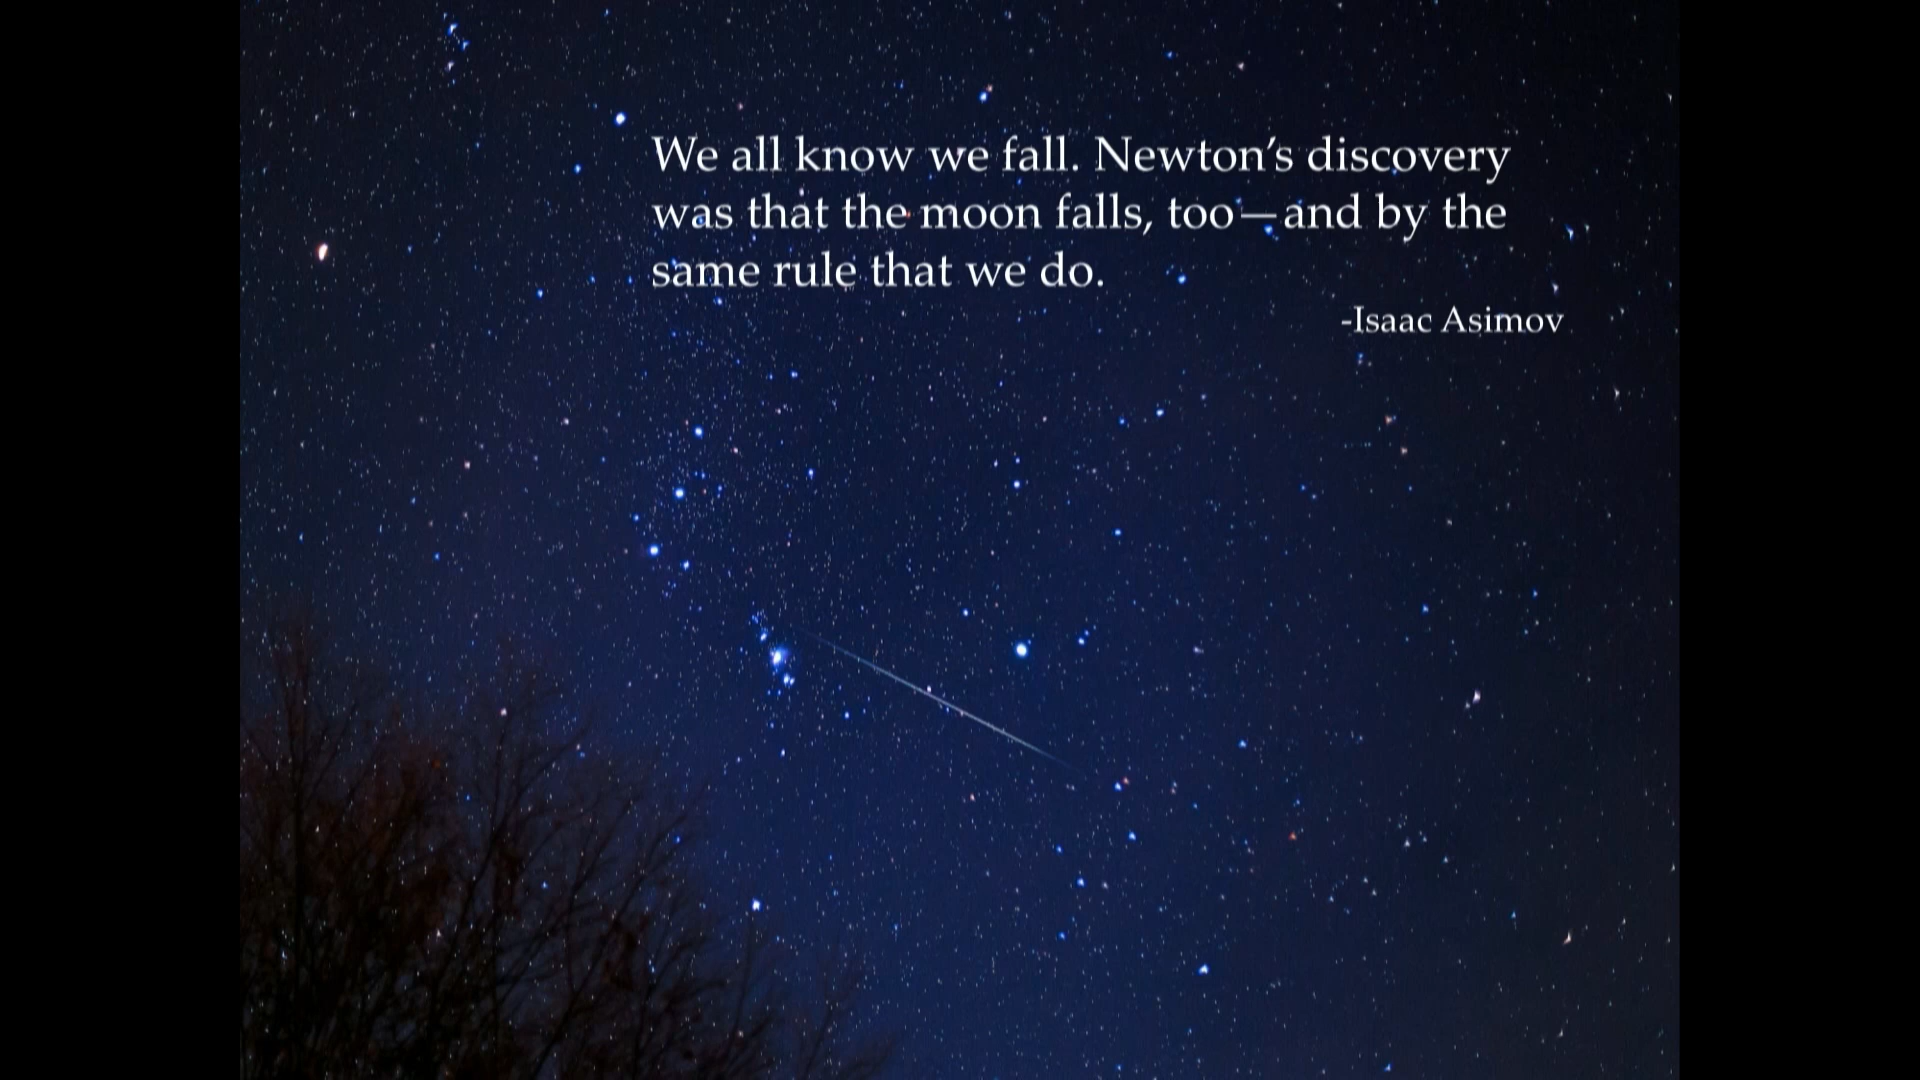 We all know we fall. Newton’s discovery
was that the moon falls, too—and by the
same rule that we do.
-Isaac Asimov